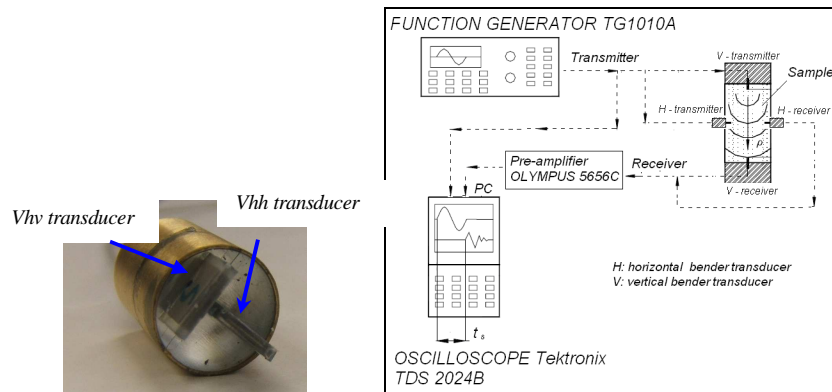 Vhv transducer
Vhh transducer
FUNCTION GENERATOR TG1010A
Transmitter
V - transmitter
Sample
H - transmitter
H - receiver
p
Pre-amplifier
OLYMPUS 5656C
Receiver
V - receiver
PC
H: horizontal bender transducer
V: vertical bender transducer
t s
OSCILLOSCOPE Tektronix
TDS 2024B